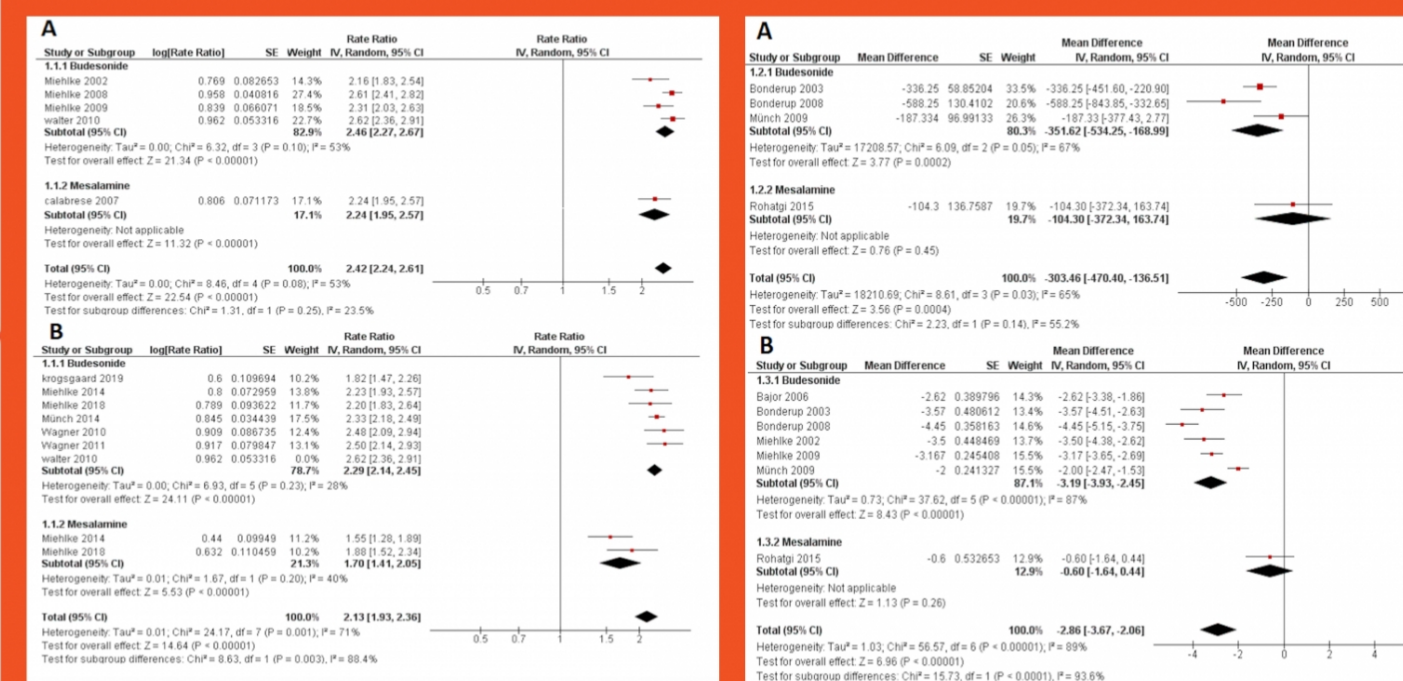 A
Rate Ratio Rate Ratio
Study or Subgroup log[Rate Ratio] SE Weight IV, Random, 95% CI IV, Random, 95% CI
1.1.1 Budesonide
Miehlke 2002 0.769 0.082653 14.3% 2.16 [1.83, 2.54]
Miehlke 2008 0.958 0.040816 27.4% 2.61 [2.41, 2.82]
Miehlke 2009 0.839 0.066071 18.5% 2.31 [2.03, 2.63]
walter 2010 0.962 0.053316 22.7% 2.62 [2.36, 2.91]
Subtotal (95% CI) 82.9% 2.46 [2.27, 2.67]
Heterogeneity: Tau² = 0.00; Chi² = 6.32, df = 3 (P = 0.10); I² = 53%
Test for overall effect: Z = 21.34 (P < 0.00001)
1.1.2 Mesalamine
calabrese 2007 0.806 0.071173 17.1% 2.24 [1.95, 2.57]
Subtotal (95% CI) 17.1% 2.24 [1.95, 2.57]
Heterogeneity: Not applicable
Test for overall effect: Z = 11.32 (P < 0.00001)
Total (95% CI) 100.0% 2.42 [2.24, 2.61]
Heterogeneity: Tau² = 0.00; Chi² = 8.46, df = 4 (P = 0.08); I² = 53%
Test for overall effect: Z = 22.54 (P < 0.00001)
Test for subgroup differences: Chi² = 1.31, df = 1 (P = 0.25), I² = 23.5%
0.5 0.7 1 1.5 2
B
Rate Ratio Rate Ratio
Study or Subgroup log[Rate Ratio] SE Weight IV, Random, 95% CI IV, Random, 95% CI
1.1.1 Budesonide
krogsgaard 2019 0.6 0.109694 10.2% 1.82 [1.47, 2.26]
Miehlke 2014 0.8 0.072959 13.8% 2.23 [1.93, 2.57]
Miehlke 2018 0.789 0.093622 11.7% 2.20 [1.83, 2.64]
Münch 2014 0.845 0.034439 17.5% 2.33 [2.18, 2.49]
Wagner 2010 0.909 0.086735 12.4% 2.48 [2.09, 2.94]
Wagner 2011 0.917 0.079847 13.1% 2.50 [2.14, 2.93]
walter 2010 0.962 0.053316 0.0% 2.62 [2.36, 2.91]
Subtotal (95% CI) 78.7% 2.29 [2.14, 2.45]
Heterogeneity: Tau² = 0.00; Chi² = 6.93, df = 5 (P = 0.23); I² = 28%
Test for overall effect: Z = 24.11 (P < 0.00001)
1.1.2 Mesalamine
Miehlke 2014 0.44 0.09949 11.2% 1.55 [1.28, 1.89]
Miehlke 2018 0.632 0.110459 10.2% 1.88 [1.52, 2.34]
Subtotal (95% CI) 21.3% 1.70 [1.41, 2.05]
Heterogeneity: Tau² = 0.01; Chi² = 1.67, df = 1 (P = 0.20); I² = 40%
Test for overall effect: Z = 5.53 (P < 0.00001)
Total (95% CI) 100.0% 2.13 [1.93, 2.36]
Heterogeneity: Tau² = 0.01; Chi² = 24.17, df = 7 (P = 0.001); I² = 71%
Test for overall effect: Z = 14.64 (P < 0.00001)
Test for subgroup differences: Chi² = 8.63, df = 1 (P = 0.003), I² = 88.4%
0.5 0.7 1 1.5 2
A
Mean Difference Mean Difference
Study or Subgroup Mean Difference SE Weight IV, Random, 95% CI IV, Random, 95% CI
1.2.1 Budesonide
Bonderup 2003 -336.25 58.85204 33.5% -336.25 [-451.60, -220.90]
Bonderup 2008 -588.25 130.4102 20.6% -588.25 [-843.85, -332.65]
Münch 2009 -187.334 96.99133 26.3% -187.33 [-377.43, 2.77]
Subtotal (95% CI) 80.3% -351.62 [-534.25, -168.99]
Heterogeneity: Tau² = 17208.57; Chi² = 6.09, df = 2 (P = 0.05); I² = 67%
Test for overall effect: Z = 3.77 (P = 0.0002)
1.2.2 Mesalamine
Rohatgi 2015 -104.3 136.7587 19.7% -104.30 [-372.34, 163.74]
Subtotal (95% CI) 19.7% -104.30 [-372.34, 163.74]
Heterogeneity: Not applicable
Test for overall effect: Z = 0.76 (P = 0.45)
Total (95% CI) 100.0% -303.46 [-470.40, -136.51]
Heterogeneity: Tau² = 18210.69; Chi² = 8.61, df = 3 (P = 0.03); I² = 65%
Test for overall effect: Z = 3.56 (P = 0.0004)
Test for subgroup differences: Chi² = 2.23, df = 1 (P = 0.14), I² = 55.2%
-500 -250 0 250 500
B
Mean Difference Mean Difference
Study or Subgroup Mean Difference SE Weight IV, Random, 95% CI IV, Random, 95% CI
1.3.1 Budesonide
Bajor 2006 -2.62 0.389796 14.3% -2.62 [-3.38, -1.86]
Bonderup 2003 -3.57 0.480612 13.4% -3.57 [-4.51, -2.63]
Bonderup 2008 -4.45 0.358163 14.6% -4.45 [-5.15, -3.75]
Miehlke 2002 -3.5 0.448469 13.7% -3.50 [-4.38, -2.62]
Miehlke 2009 -3.167 0.245408 15.5% -3.17 [-3.65, -2.69]
Münch 2009 -2 0.241327 15.5% -2.00 [-2.47, -1.53]
Subtotal (95% CI) 87.1% -3.19 [-3.93, -2.45]
Heterogeneity: Tau² = 0.73; Chi² = 37.62, df = 5 (P < 0.00001); I² = 87%
Test for overall effect: Z = 8.43 (P < 0.00001)
1.3.2 Mesalamine
Rohatgi 2015 -0.6 0.532653 12.9% -0.60 [-1.64, 0.44]
Subtotal (95% CI) 12.9% -0.60 [-1.64, 0.44]
Heterogeneity: Not applicable
Test for overall effect: Z = 1.13 (P = 0.26)
Total (95% CI) 100.0% -2.86 [-3.67, -2.06]
Heterogeneity: Tau² = 1.03; Chi² = 56.57, df = 6 (P < 0.00001); I² = 89%
Test for overall effect: Z = 6.96 (P < 0.00001)
Test for subgroup differences: Chi² = 15.73, df = 1 (P < 0.0001), I² = 93.6%
-4 -2 0 2 4